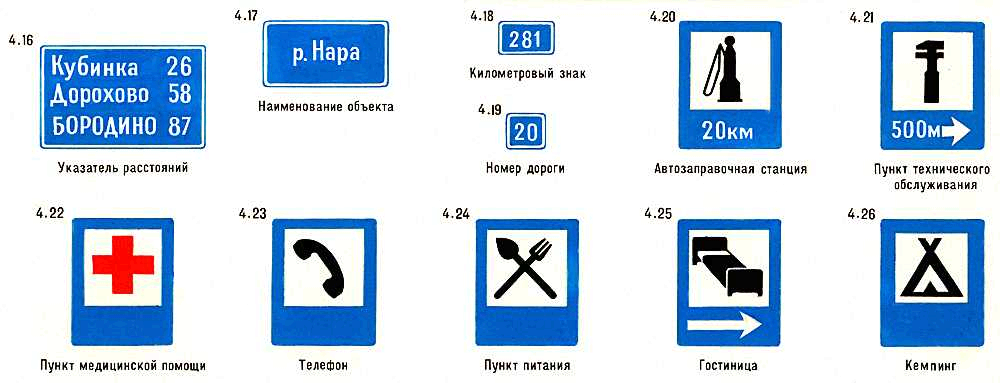 4.16
Кубинка 26
Дорохово 58
БОРОДИНО 87
Указатель расстояний
4.17
р. Нара
Наименование объекта
4.18
281
Километровый знак
4.19
20
Номер дороги
4.20
20км
Автозаправочная станция
4.21
500м
Пункт технического
обслуживания
4.22
Пункт медицинской помощи
4.23
Телефон
4.24
Пункт питания
4.25
Гостиница
4.26
Кемпинг